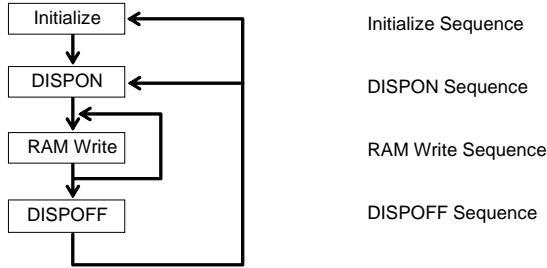 Initialize
Initialize Sequence
DISPON
DISPON Sequence
RAM Write
RAM Write Sequence
DISPOFF
DISPOFF Sequence